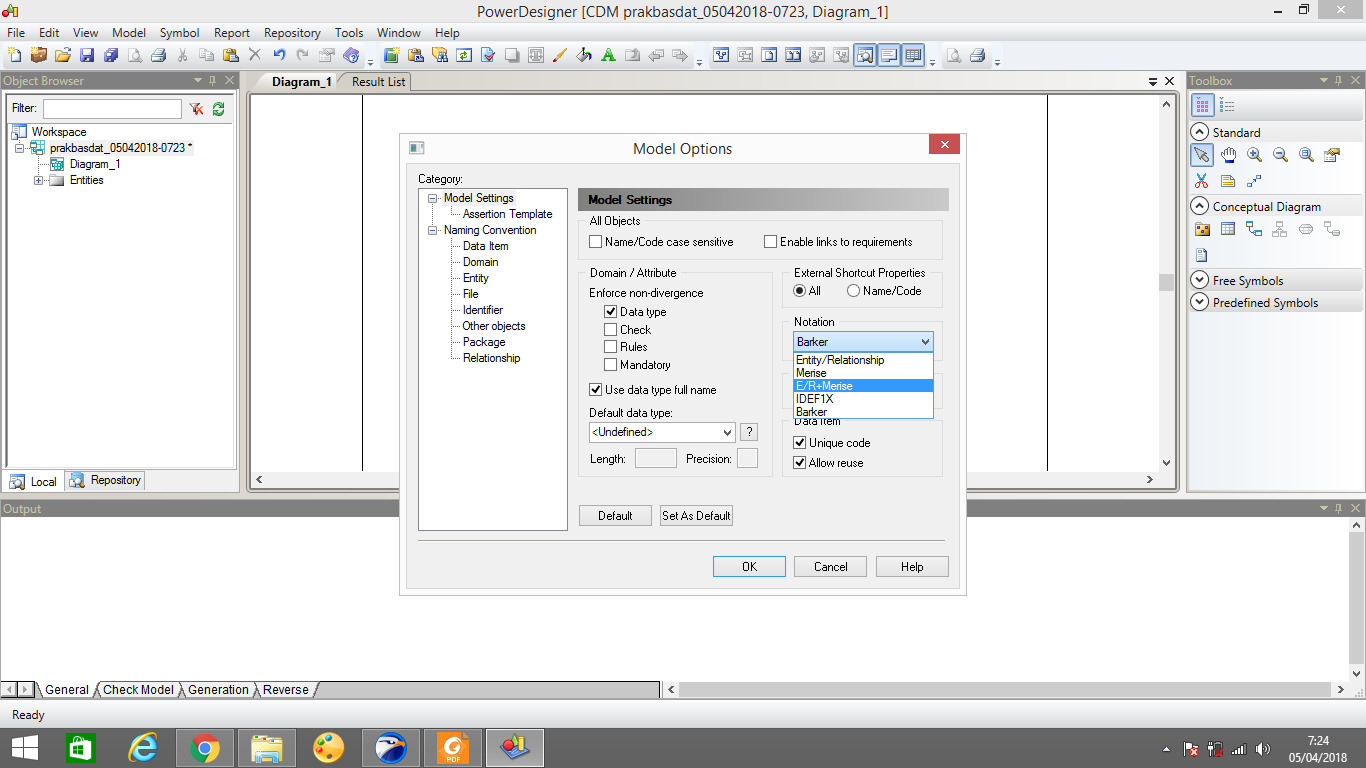 PowerDesigner [CDM prakbasdat_05042018-0723, Diagram_1]
File Edit View Model Symbol Report Repository Tools Window Help
Object Browser
Filter:
Workspace
prakbasdat_05042018-0723 *
Diagram_1
Entities
Local Repository
Diagram_1 Result List
Model Options
Category:
Model Settings
Assertion Template
Naming Convention
Data Item
Domain
Entity
File
Identifier
Other objects
Package
Relationship
Model Settings
All Objects
Name/Code case sensitive Enable links to requirements
Domain / Attribute
Enforce non-divergence
Data type
Check
Rules
Mandatory
Use data type full name
Default data type:
<Undefined> ?
Length: Precision:
External Shortcut Properties
All Name/Code
Notation
Barker
Entity/Relationship
Merise
E/R+Merise
IDEF1X
Barker
Data Item
Unique code
Allow reuse
Default Set As Default
OK Cancel Help
Toolbox
Standard
Conceptual Diagram
Free Symbols
Predefined Symbols
Output
General Check Model Generation Reverse
Ready
PDF
7:24
05/04/2018